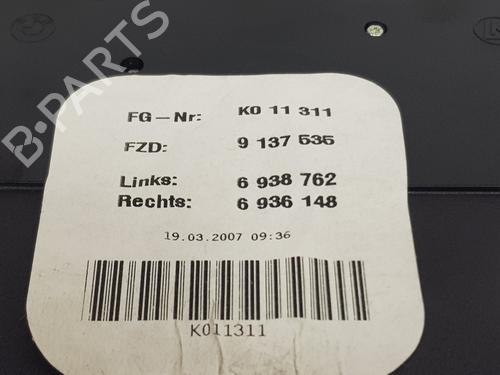 B-PARTS
FG-Nr: K0 11 311
FZD: 9 137 535
Links: 6 938 762
Rechts: 6 936 148
19.03.2007 09:36
K011311